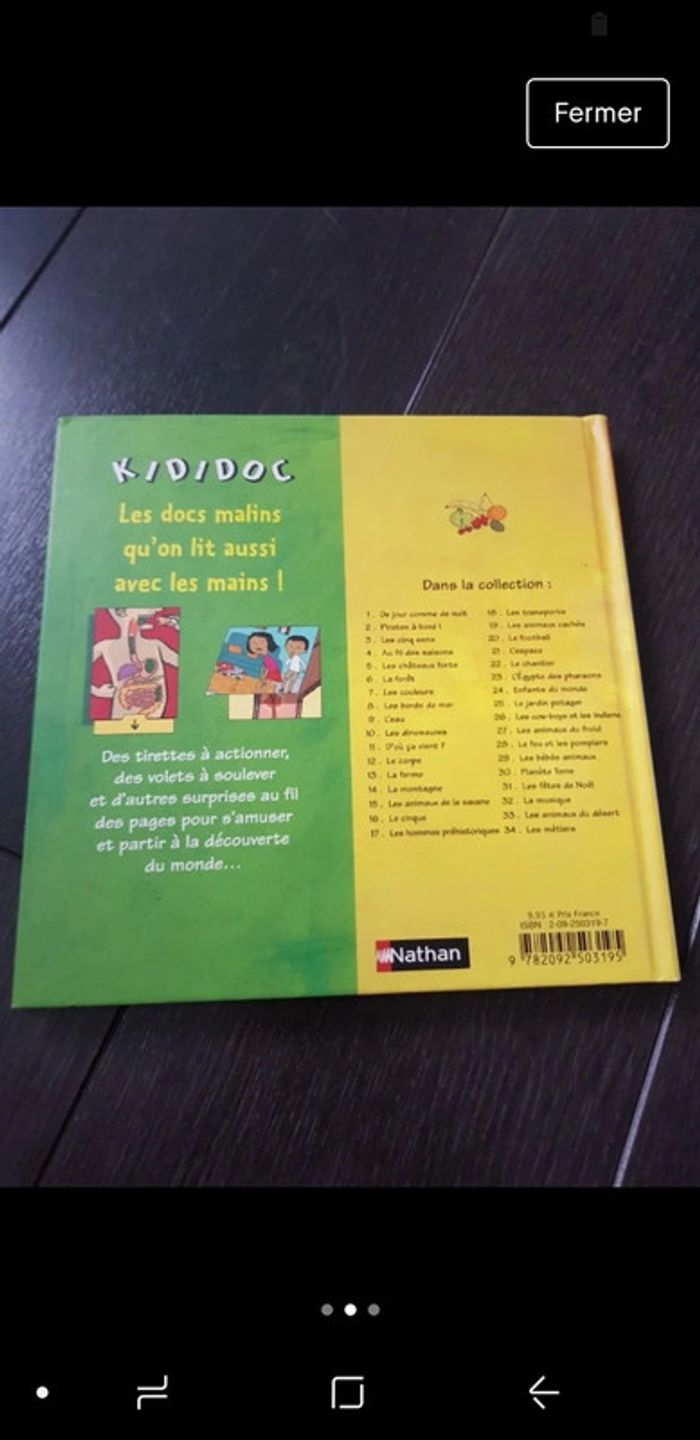 Fermer
KIDIDOC
Les docs malins
qu'on lit aussi
avec les mains !
Des tirettes à actionner,
des volets à soulever
et d'autres surprises au fil
des pages pour s'amuser
et partir à la découverte
du monde...
Dans la collection :
1. De jour comme de nuit
2. Pirates à bord !
3. Les cinq sens
4. Au fil des saisons
5. Les châteaux forts
6. La forêt
7. Les couleurs
8. Les bords de mer
9. L'eau
10. Les dinosaures
11. D'où ça vient ?
12. Le corps
13. La ferme
14. La montagne
15. Les animaux de la savane
16. Le cirque
17. Les hommes préhistoriques
18. Les transports
19. Les animaux cachés
20. Le football
21. L'espace
22. Le chantier
23. L'Égypte des pharaons
24. Enfants du monde
25. Le jardin potager
26. Les cow-boys et les Indiens
27. Les animaux du froid
28. Le feu et les pompiers
29. Les bébés animaux
30. Planète Terre
31. Les fêtes de Noël
32. La musique
33. Les animaux du désert
34. Les métiers
Nathan
9,95 € Prix France
ISBN : 2-09-250319-7
9 782092 503195